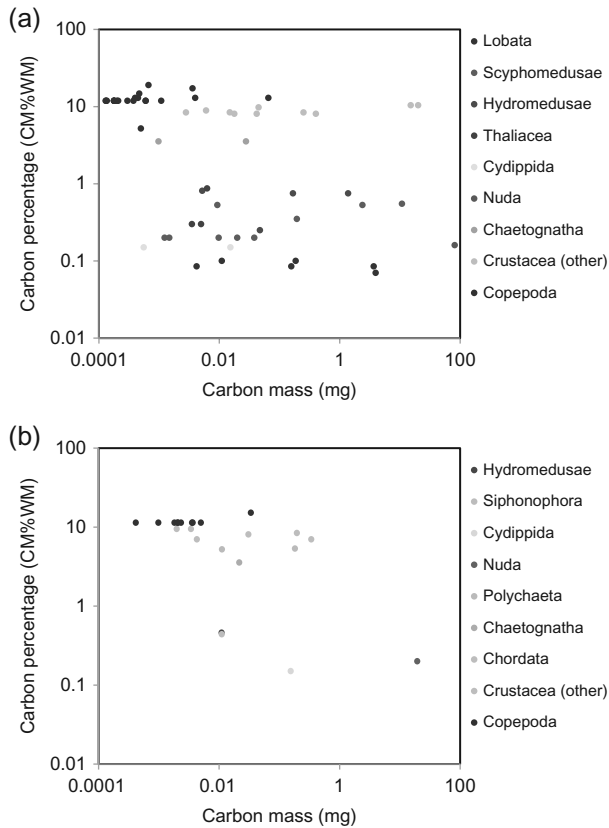 (a)
Carbon percentage (CM%WM)
100
10
1
0.1
0.01
0.0001
0.01
1
100
Carbon mass (mg)
Lobata
Scyphomedusae
Hydromedusae
Thaliacea
Cydippida
Nuda
Chaetognatha
Crustacea (other)
Copepoda
(b)
Carbon percentage (CM%WM)
100
10
1
0.1
0.01
0.0001
0.01
1
100
Carbon mass (mg)
Hydromedusae
Siphonophora
Cydippida
Nuda
Polychaeta
Chaetognatha
Chordata
Crustacea (other)
Copepoda